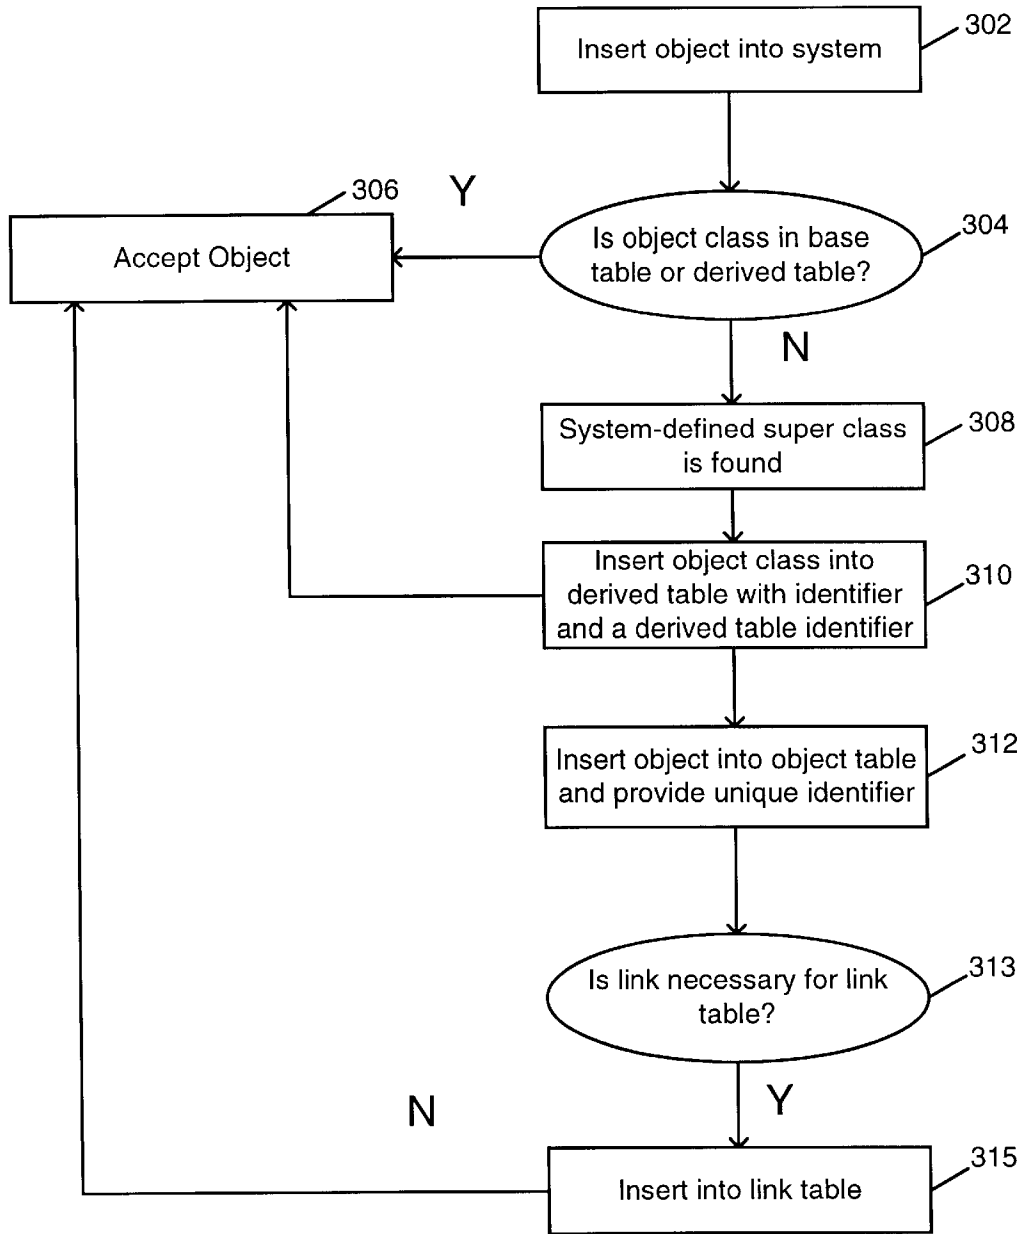 Insert object into system
302
Y
306
Accept Object
Is object class in base
table or derived table?
304
N
System-defined super class
is found
308
Insert object class into
derived table with identifier
and a derived table identifier
310
Insert object into object table
and provide unique identifier
312
Is link necessary for link
table?
313
N
Y
Insert into link table
315